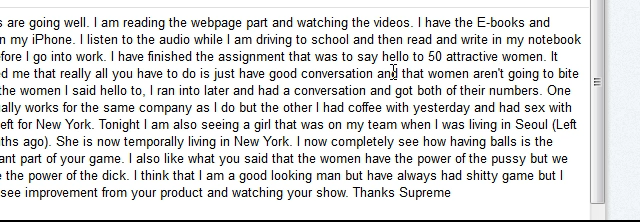 s are going well. I am reading the webpage part and watching the videos. I have the E-books and
n my iPhone. I listen to the audio while I am driving to school and then read and write in my notebook
fore I go into work. I have finished the assignment that was to say hello to 50 attractive women. It
d me that really all you have to do is just have good conversation and that women aren't going to bite
the women I said hello to, I ran into later and had a conversation and got both of their numbers. One
ally works for the same company as I do but the other I had coffee with yesterday and had sex with
eft for New York. Tonight I am also seeing a girl that was on my team when I was living in Seoul (Left
ths ago). She is now temporally living in New York. I now completely see how having balls is the
ant part of your game. I also like what you said that the women have the power of the pussy but we
e the power of the dick. I think that I am a good looking man but have always had shitty game but I
see improvement from your product and watching your show. Thanks Supreme